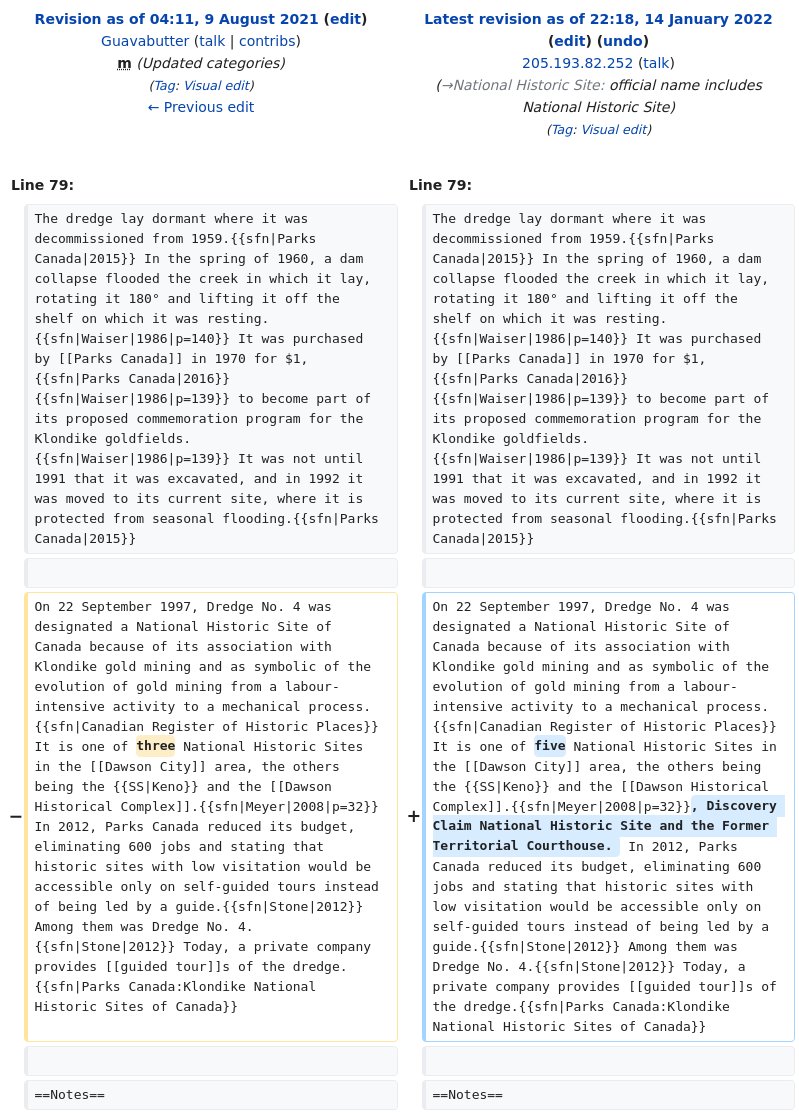 Revision as of 04:11, 9 August 2021 (edit)
Guavabutter (talk | contribs)
m (Updated categories)
(Tag: Visual edit)
← Previous edit
Latest revision as of 22:18, 14 January 2022
(edit) (undo)
205.193.82.252 (talk)
(→National Historic Site: official name includes
National Historic Site)
(Tag: Visual edit)
Line 79:
The dredge lay dormant where it was
decommissioned from 1959.{{sfn|Parks
Canada|2015}} In the spring of 1960, a dam
collapse flooded the creek in which it lay,
rotating it 180° and lifting it off the
shelf on which it was resting.
{{sfn|Waiser|1986|p=140}} It was purchased
by [[Parks Canada]] in 1970 for $1,
{{sfn|Parks Canada|2016}}
{{sfn|Waiser|1986|p=139}} to become part of
its proposed commemoration program for the
Klondike goldfields.
{{sfn|Waiser|1986|p=139}} It was not until
1991 that it was excavated, and in 1992 it
was moved to its current site, where it is
protected from seasonal flooding.{{sfn|Parks
Canada|2015}}
−
On 22 September 1997, Dredge No. 4 was
designated a National Historic Site of
Canada because of its association with
Klondike gold mining and as symbolic of the
evolution of gold mining from a labour-
intensive activity to a mechanical process.
{{sfn|Canadian Register of Historic Places}}
It is one of three National Historic Sites
in the [[Dawson City]] area, the others
being the {{SS|Keno}} and the [[Dawson
Historical Complex]].{{sfn|Meyer|2008|p=32}}
In 2012, Parks Canada reduced its budget,
eliminating 600 jobs and stating that
historic sites with low visitation would be
accessible only on self-guided tours instead
of being led by a guide.{{sfn|Stone|2012}}
Among them was Dredge No. 4.
{{sfn|Stone|2012}} Today, a private company
provides [[guided tour]]s of the dredge.
{{sfn|Parks Canada:Klondike National
Historic Sites of Canada}}
==Notes==
Line 79:
The dredge lay dormant where it was
decommissioned from 1959.{{sfn|Parks
Canada|2015}} In the spring of 1960, a dam
collapse flooded the creek in which it lay,
rotating it 180° and lifting it off the
shelf on which it was resting.
{{sfn|Waiser|1986|p=140}} It was purchased
by [[Parks Canada]] in 1970 for $1,
{{sfn|Parks Canada|2016}}
{{sfn|Waiser|1986|p=139}} to become part of
its proposed commemoration program for the
Klondike goldfields.
{{sfn|Waiser|1986|p=139}} It was not until
1991 that it was excavated, and in 1992 it
was moved to its current site, where it is
protected from seasonal flooding.{{sfn|Parks
Canada|2015}}
+
On 22 September 1997, Dredge No. 4 was
designated a National Historic Site of
Canada because of its association with
Klondike gold mining and as symbolic of the
evolution of gold mining from a labour-
intensive activity to a mechanical process.
{{sfn|Canadian Register of Historic Places}}
It is one of five National Historic Sites in
the [[Dawson City]] area, the others being
the {{SS|Keno}} and the [[Dawson Historical
Complex]].{{sfn|Meyer|2008|p=32}}, Discovery
Claim National Historic Site and the Former
Territorial Courthouse. In 2012, Parks
Canada reduced its budget, eliminating 600
jobs and stating that historic sites with
low visitation would be accessible only on
self-guided tours instead of being led by a
guide.{{sfn|Stone|2012}} Among them was
Dredge No. 4.{{sfn|Stone|2012}} Today, a
private company provides [[guided tour]]s of
the dredge.{{sfn|Parks Canada:Klondike
National Historic Sites of Canada}}
==Notes==